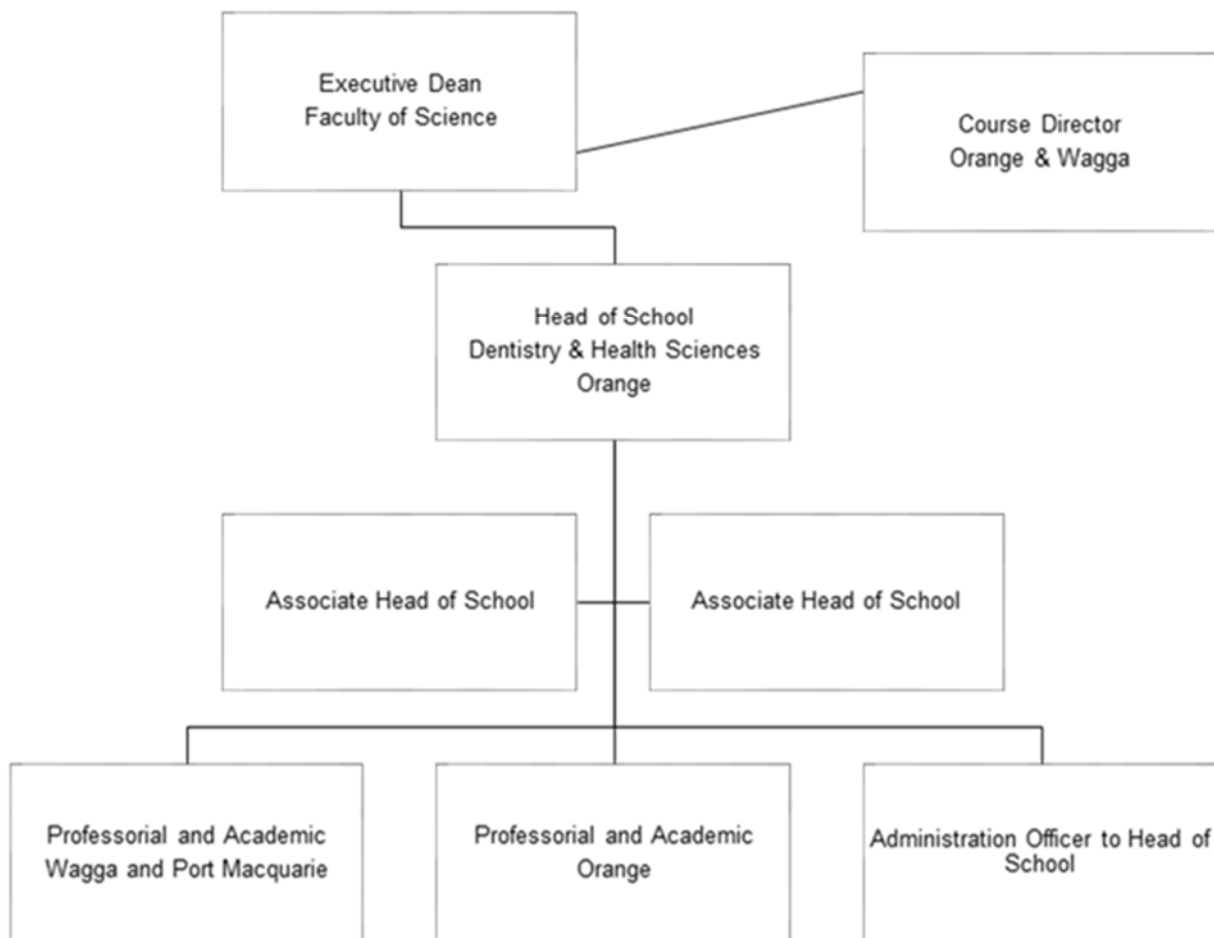 Executive Dean
Faculty of Science
Course Director
Orange & Wagga
Head of School
Dentistry & Health Sciences
Orange
Associate Head of School
Associate Head of School
Professorial and Academic
Wagga and Port Macquarie
Professorial and Academic
Orange
Administration Officer to Head of
School